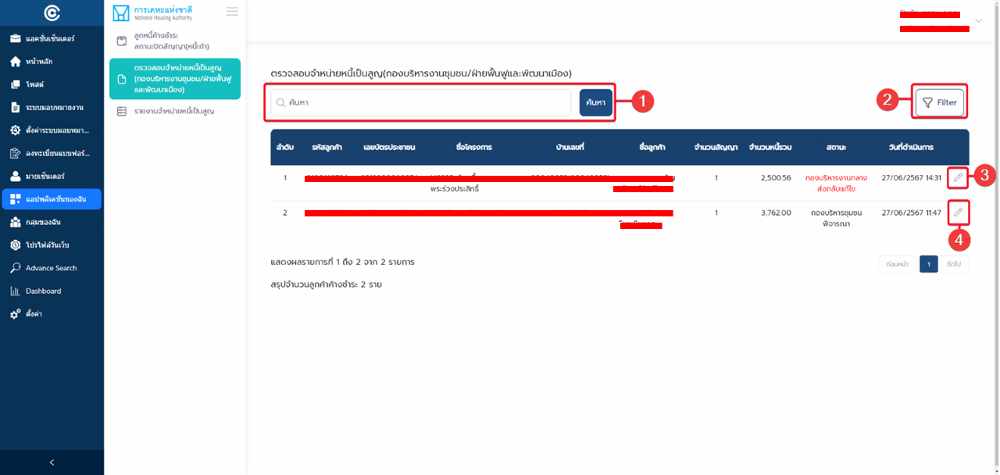 การเคหะแห่งชาติ
National Housing Authority
แอคชั่นเซ็นเตอร์
หน้าหลัก
โพสต์
ระบบมอบหมายงาน
ตั้งค่าระบบมอบหมา...
ลงทะเบียนแบบฟอร์...
มายเซ็นเตอร์
แอปพลิเคชันของฉัน
กลุ่มของฉัน
โปรไฟล์วันเว็บ
Advance Search
Dashboard
ตั้งค่า
ลูกหนี้ค้างชำระ
สถานะปิดสัญญา(หนี้เก่า)
ตรวจสอบจำหน่ายหนี้เป็นสูญ
(กองบริหารงานชุมชน/ฝ่ายฟื้นฟู
และพัฒนาเมือง)
รายงานจำหน่ายหนี้เป็นสูญ
ตรวจสอบจำหน่ายหนี้เป็นสูญ(กองบริหารงานชุมชน/ฝ่ายฟื้นฟูและพัฒนาเมือง)
ค้นหา ค้นหา 1 2 Filter
ลำดับ รหัสลูกค้า เลขบัตรประชาชน ชื่อโครงการ บ้านเลขที่ ชื่อลูกค้า จำนวนสัญญา จำนวนหนี้รวม สถานะ วันที่ดำเนินการ
1 1 2,500.56 กองบริหารงานกลาง 27/06/2567 14:31 3
พระร่วงประสิทธิ์ ส่งกลับแก้ไข
2 1 3,762.00 กองบริหารชุมชน 27/06/2567 11:47
พิจารณา
4
แสดงผลรายการที่ 1 ถึง 2 จาก 2 รายการ
ก่อนหน้า 1 ถัดไป
สรุปจำนวนลูกค้าค้างชำระ 2 ราย